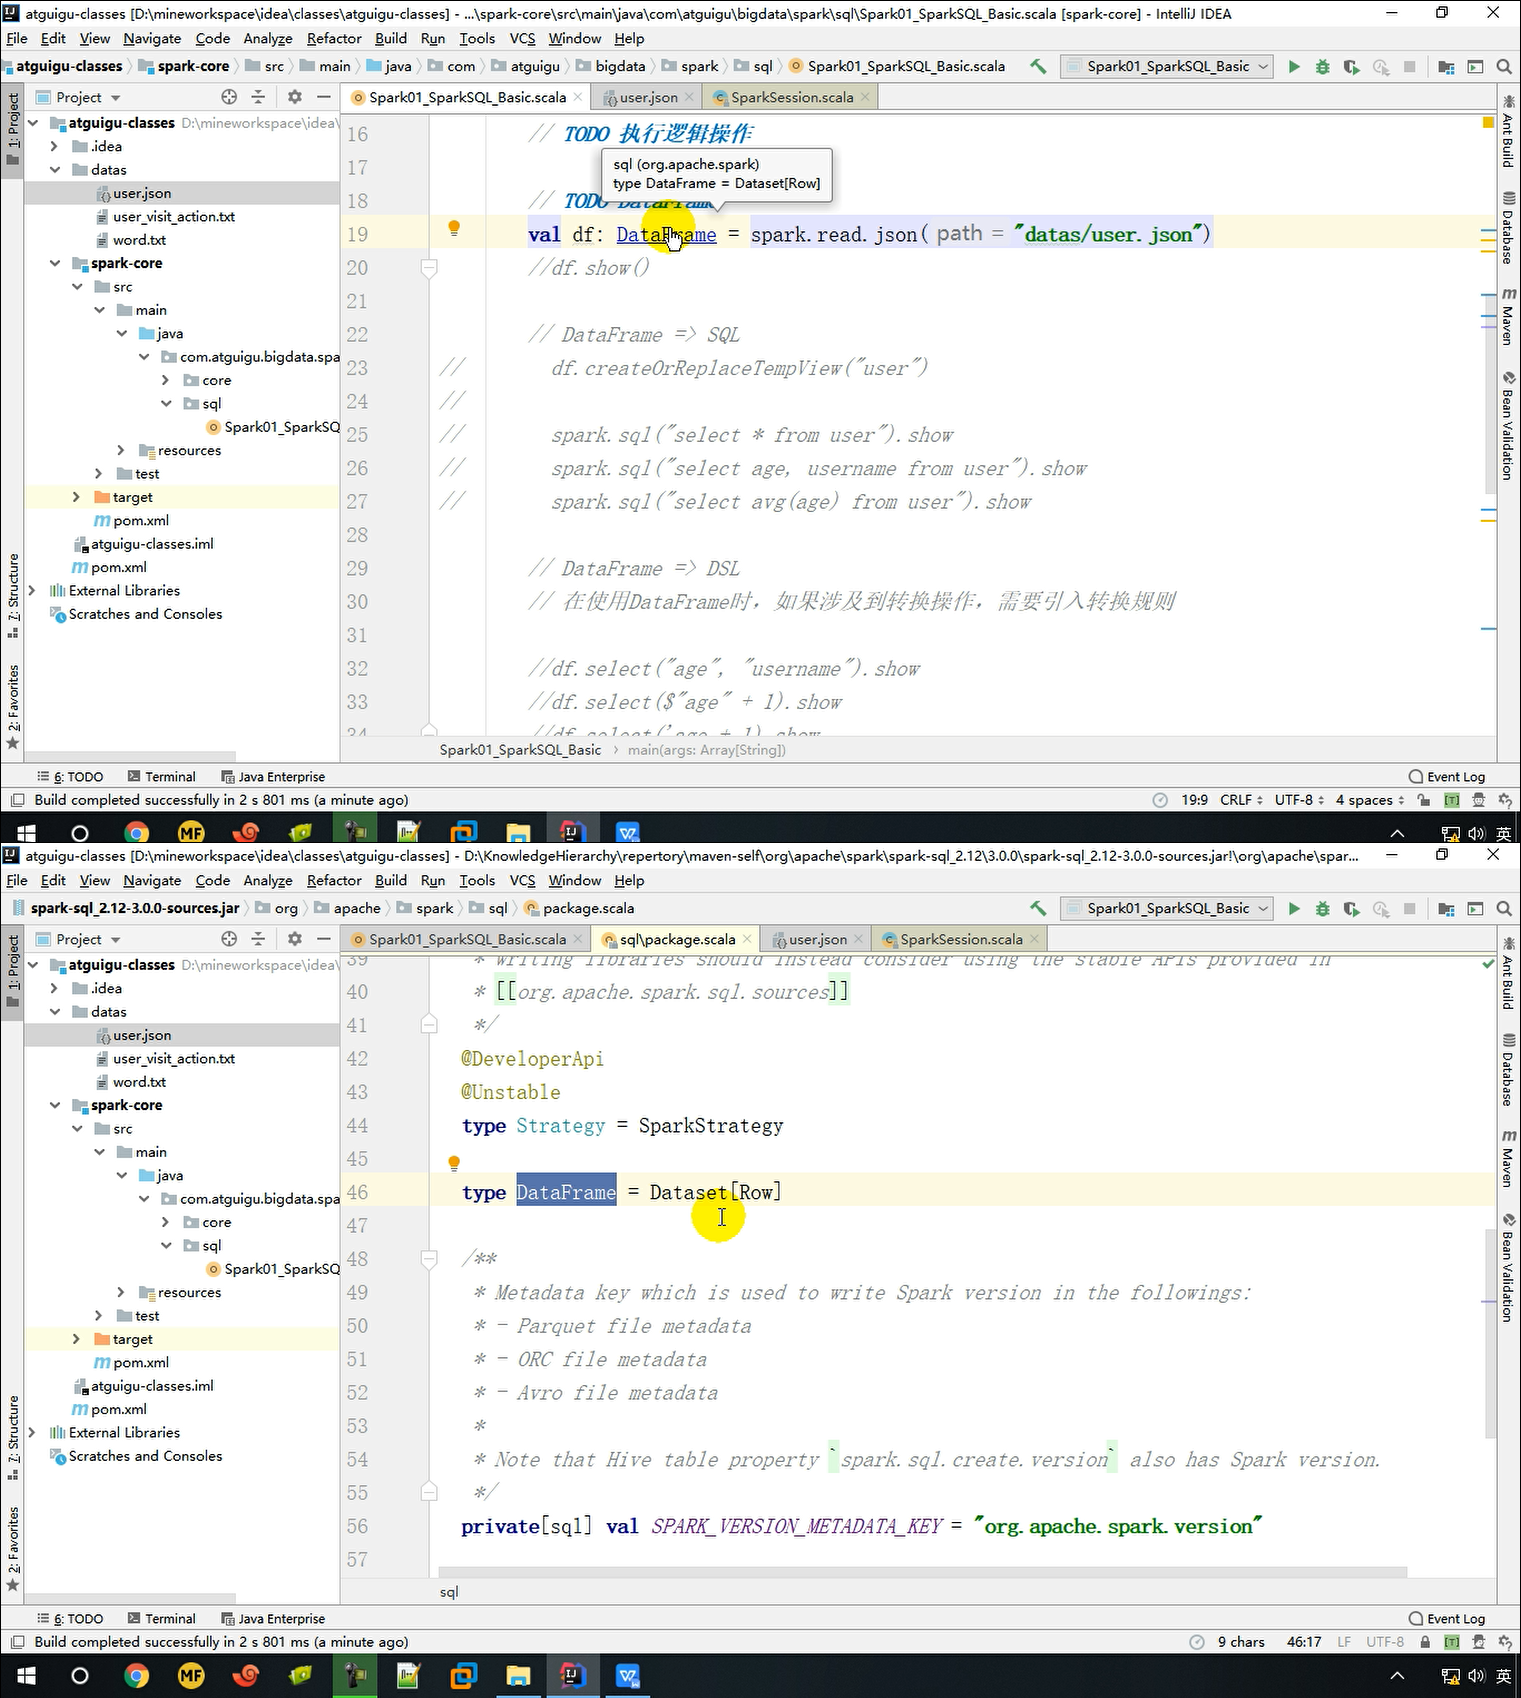 atguigu-classes [D:\mineworkspace\idea\classes\atguigu-classes] - ...\spark-core\src\main\java\com\atguigu\bigdata\spark\sql\Spark01_SparkSQL_Basic.scala [spark-core] - IntelliJ IDEA
File Edit View Navigate Code Analyze Refactor Build Run Tools VCS Window Help
atguigu-classes spark-core src main java com atguigu bigdata spark sql Spark01_SparkSQL_Basic.scala Spark01_SparkSQL_Basic
Project Spark01_SparkSQL_Basic.scala user.json SparkSession.scala
1: Project
7: Structure
2: Favorites
Ant Build
Database
Maven
Bean Validation
atguigu-classes D:\mineworkspace\idea\
.idea
datas
user.json
user_visit_action.txt
word.txt
spark-core
src
main
java
com.atguigu.bigdata.spa
core
sql
Spark01_SparkSQ
resources
test
target
pom.xml
atguigu-classes.iml
pom.xml
External Libraries
Scratches and Consoles
16 // TODO 执行逻辑操作
17
sql (org.apache.spark)
type DataFrame = Dataset[Row]
18 // TODO DataFrame
19 val df: DataFrame = spark.read.json( path = "datas/user.json")
20 //df.show()
21
22 // DataFrame => SQL
23 // df.createOrReplaceTempView("user")
24 //
25 // spark.sql("select * from user").show
26 // spark.sql("select age, username from user").show
27 // spark.sql("select avg(age) from user").show
28
29 // DataFrame => DSL
30 // 在使用DataFrame时，如果涉及到转换操作，需要引入转换规则
31
32 //df.select("age", "username").show
33 //df.select($"age" + 1).show
34 //df.select('age + 1).show
Spark01_SparkSQL_Basic main(args: Array[String])
6: TODO Terminal Java Enterprise Event Log
Build completed successfully in 2 s 801 ms (a minute ago) 19:9 CRLF UTF-8 4 spaces
MF 英
atguigu-classes [D:\mineworkspace\idea\classes\atguigu-classes] - D:\KnowledgeHierarchy\repertory\maven-self\org\apache\spark\spark-sql_2.12\3.0.0\spark-sql_2.12-3.0.0-sources.jar!\org\apache\spar...
File Edit View Navigate Code Analyze Refactor Build Run Tools VCS Window Help
spark-sql_2.12-3.0.0-sources.jar org apache spark sql package.scala Spark01_SparkSQL_Basic
Project Spark01_SparkSQL_Basic.scala sql\package.scala user.json SparkSession.scala
1: Project
7: Structure
2: Favorites
Ant Build
Database
Maven
Bean Validation
atguigu-classes D:\mineworkspace\idea\
.idea
datas
user.json
user_visit_action.txt
word.txt
spark-core
src
main
java
com.atguigu.bigdata.spa
core
sql
Spark01_SparkSQ
resources
test
target
pom.xml
atguigu-classes.iml
pom.xml
External Libraries
Scratches and Consoles
39 * writing libraries should instead consider using the stable APIs provided in
40 * [[org.apache.spark.sql.sources]]
41 */
42 @DeveloperApi
43 @Unstable
44 type Strategy = SparkStrategy
45
46 type DataFrame = Dataset[Row]
47
48 /**
49 * Metadata key which is used to write Spark version in the followings:
50 * - Parquet file metadata
51 * - ORC file metadata
52 * - Avro file metadata
53 *
54 * Note that Hive table property `spark.sql.create.version` also has Spark version.
55 */
56 private[sql] val SPARK_VERSION_METADATA_KEY = "org.apache.spark.version"
57
sql
6: TODO Terminal Java Enterprise Event Log
Build completed successfully in 2 s 801 ms (a minute ago) 9 chars 46:17 LF UTF-8
MF 英